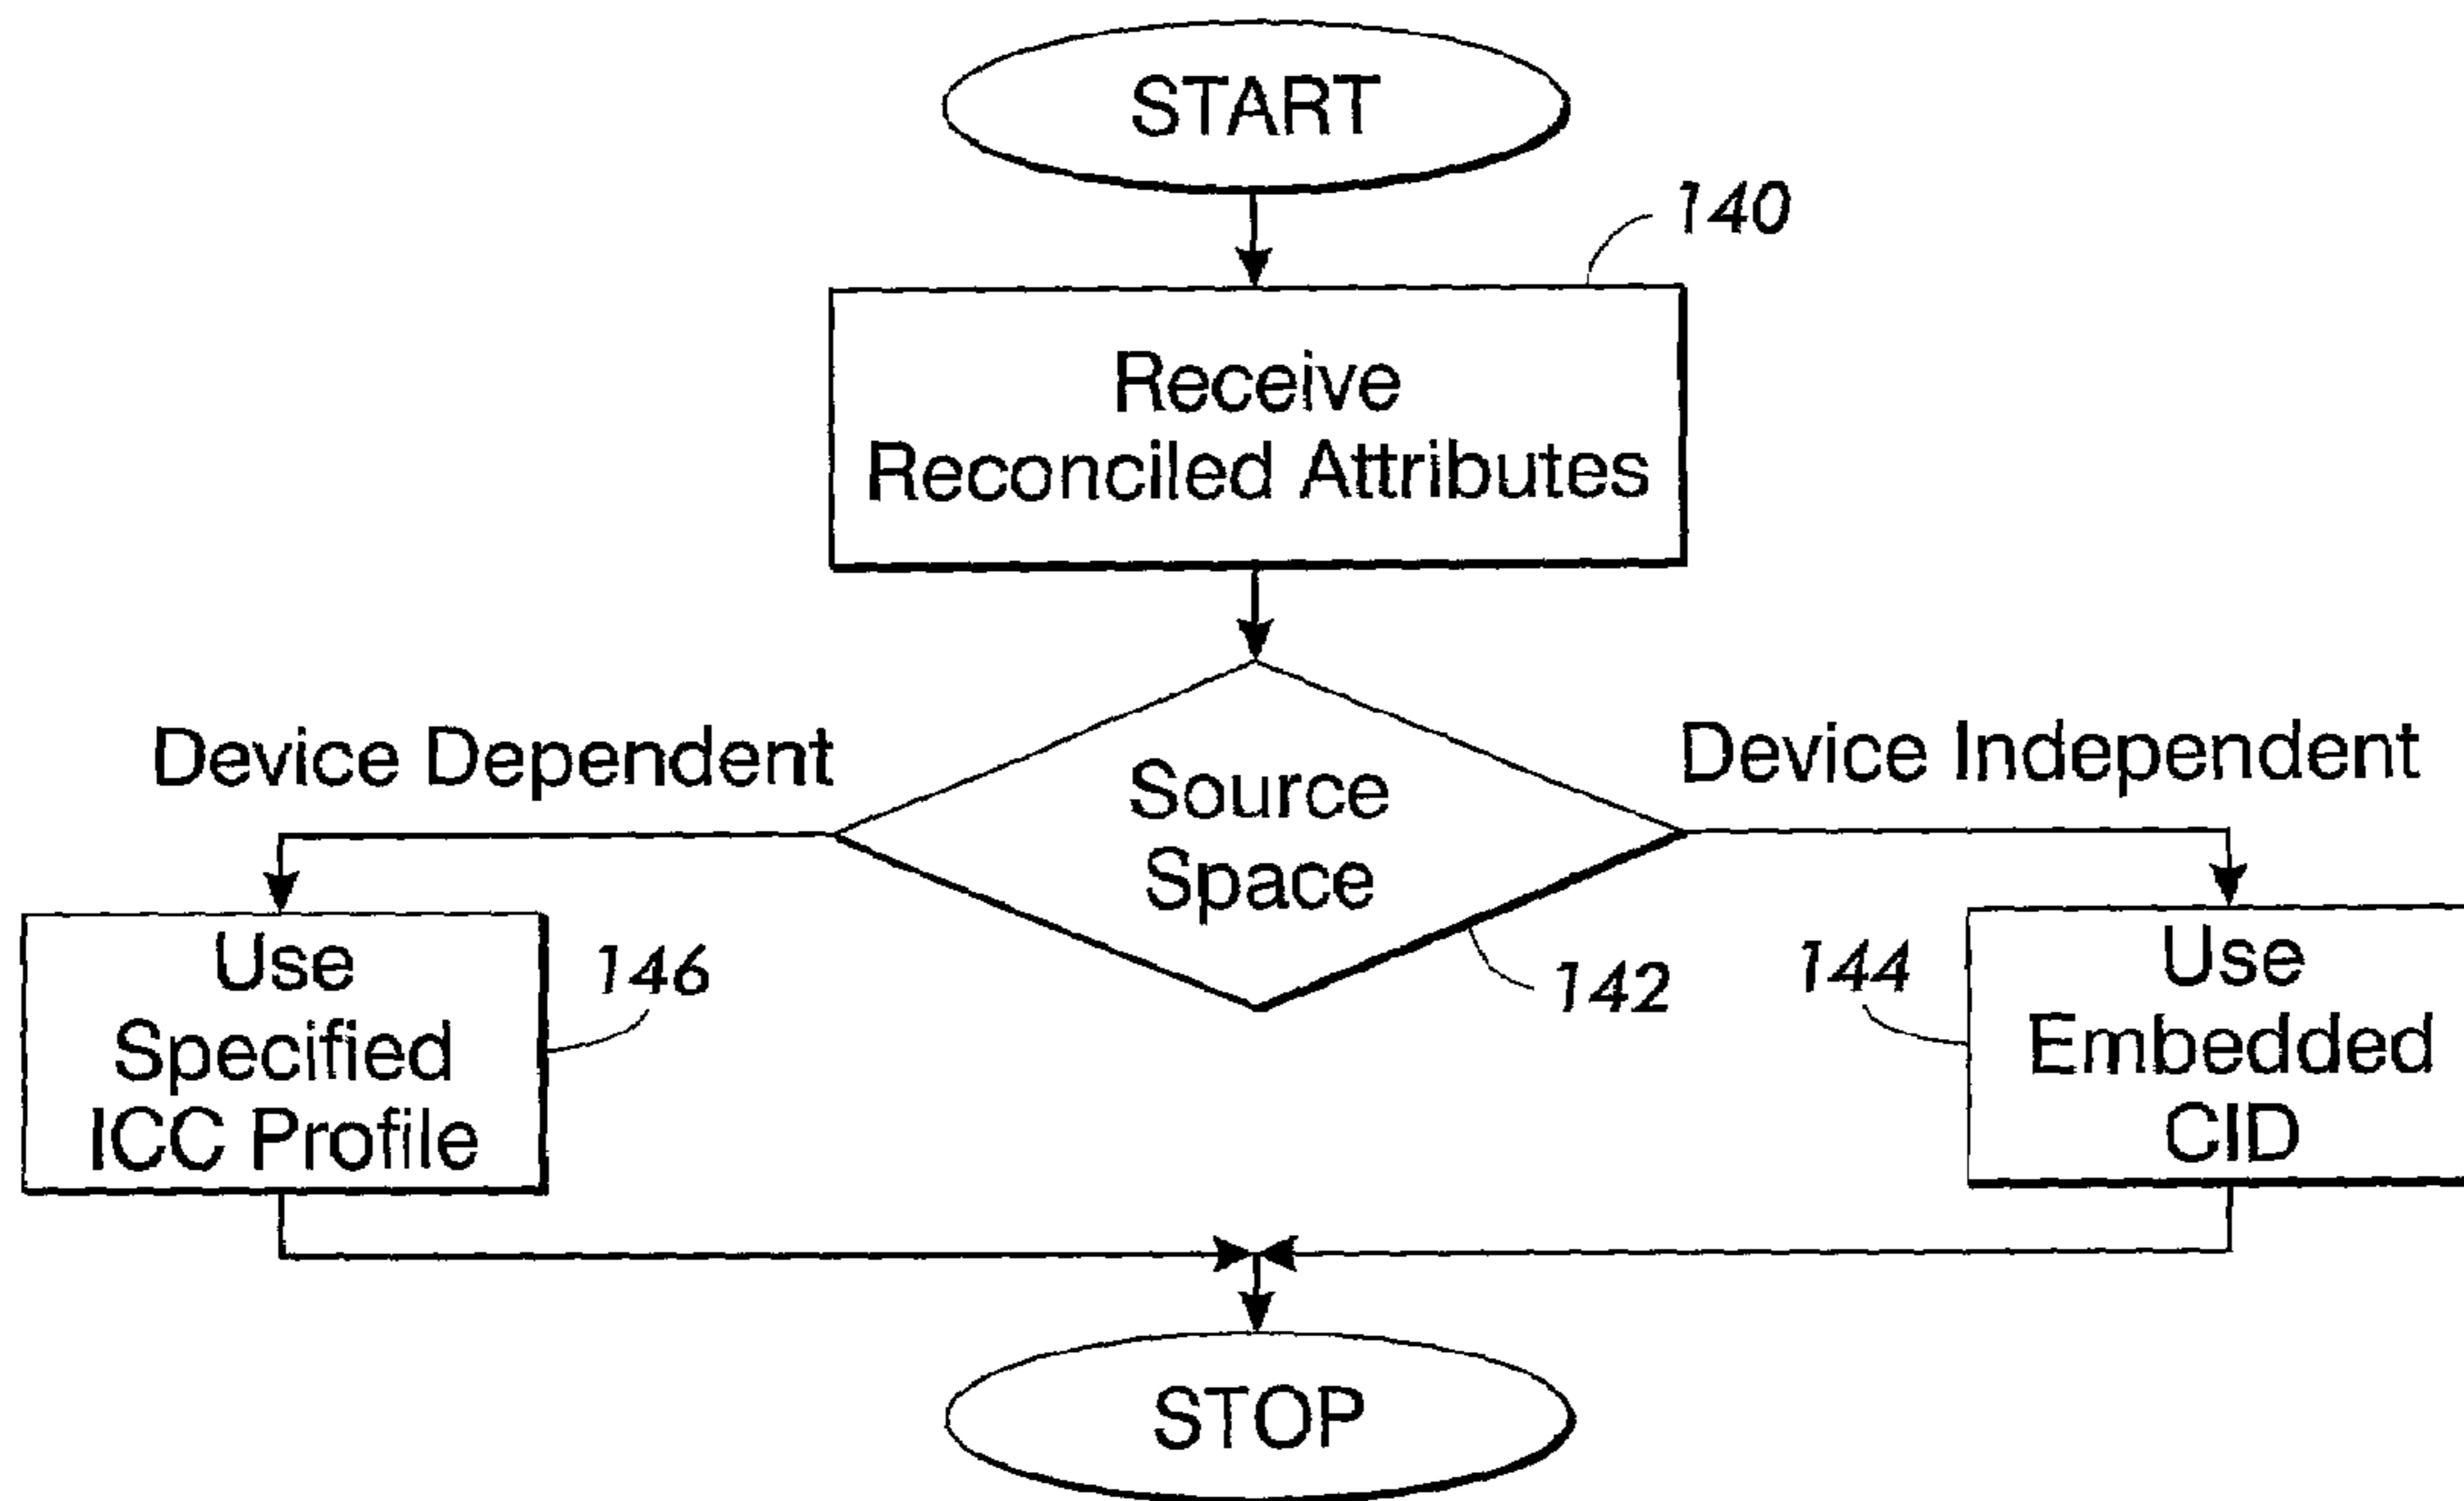 START
140
Receive
Reconciled Attributes
Device Dependent
Source
Space
Device Independent
142
Use
Specified
ICC Profile
146
144
Use
Embedded
CID
STOP